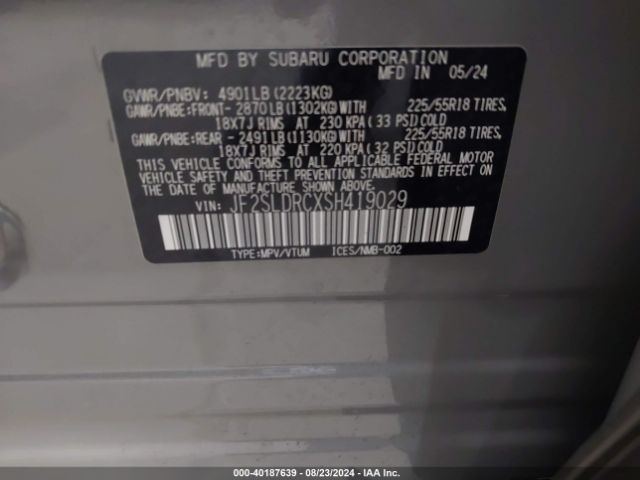 MFD BY SUBARU CORPORATION
MFD IN 05/24
GVWR/PNBV: 4901LB(2223KG)
GAWR/PNBE:FRONT-2870LB(1302KG)WITH 225/55R18 TIRES,
18X7J RIMS AT 230 KPA(33 PSI)COLD
GAWR/PNBE:REAR -2491LB(1130KG)WITH 225/55R18 TIRES,
18X7J RIMS AT 220 KPA(32 PSI)COLD
THIS VEHICLE CONFORMS TO ALL APPLICABLE FEDERAL MOTOR
VEHICLE SAFETY AND THEFT PREVENTION STANDARDS IN EFFECT ON
THE DATE OF MANUFACTURE SHOWN ABOVE.
VIN: JF2SLDRCXSH419029
TYPE:MPV/VTUM ICES/NMB-002
000-40187639 - 08/23/2024 - IAA Inc.